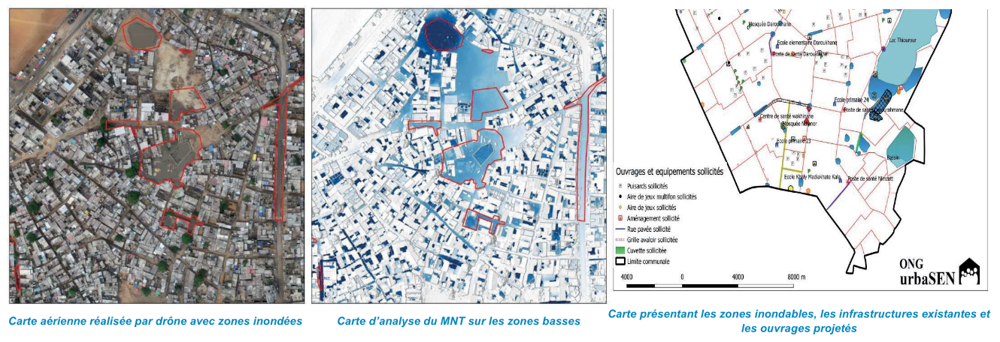 Mosquée Daroukhane
Lac Thiourour
Ecole elementaire Daroukhane
Poste de santé Daroukhane
Ecole primaire 24
Poste de santé Darourahmane
Centre de santé wakhinane
Mosquée
Ecole primaire 23
Bassin
Ecole Khaly Madiakhate Kala
Poste de santé Nimzatt
Ouvrages et equipements sollicités
Puisards sollicités
Aire de jeux multifon sollicités
Aire de jeux sollicités
Aménagement sollicité
Rue pavée sollicité
Grille avaloir sollicitée
Cuvette sollicitée
Limite communale
4000 0 4000 8000 m
ONG
urbaSEN
Carte aérienne réalisée par drône avec zones inondées
Carte d'analyse du MNT sur les zones basses
Carte présentant les zones inondables, les infrastructures existantes et
les ouvrages projetés